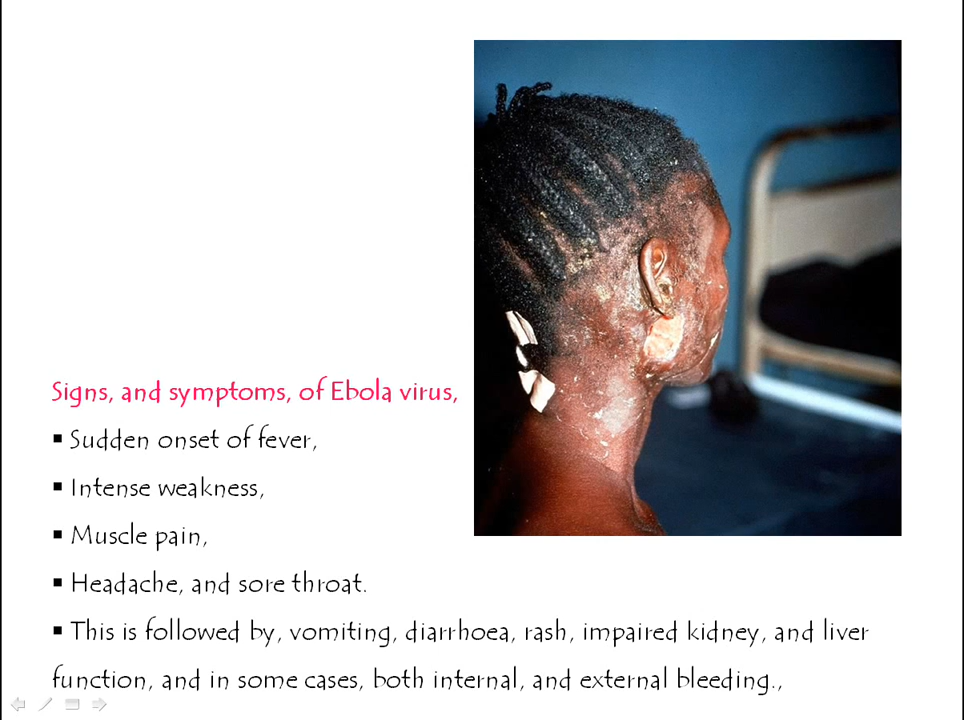 Signs, and symptoms, of Ebola virus,
▪ Sudden onset of fever,
▪ Intense weakness,
▪ Muscle pain,
▪ Headache, and sore throat.
▪ This is followed by, vomiting, diarrhoea, rash, impaired kidney, and liver
function, and in some cases, both internal, and external bleeding.,